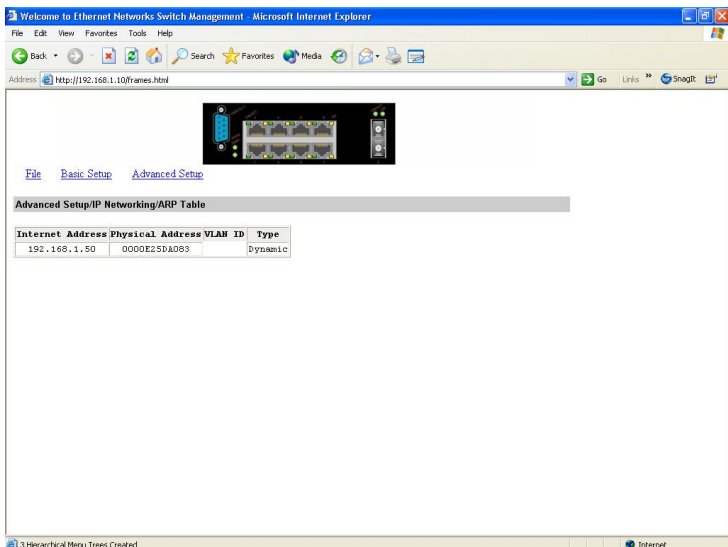 Welcome to Ethernet Networks Switch Management - Microsoft Internet Explorer
File Edit View Favorites Tools Help
Back Search Favorites Media
Address http://192.168.1.10/frames.html Go Links » SnagIt
File Basic Setup Advanced Setup
Advanced Setup/IP Networking/ARP Table
Internet Address Physical Address VLAN ID Type
192.168.1.50 0000E25DA083 Dynamic
3 Hierarchical Menu Trees Created Internet